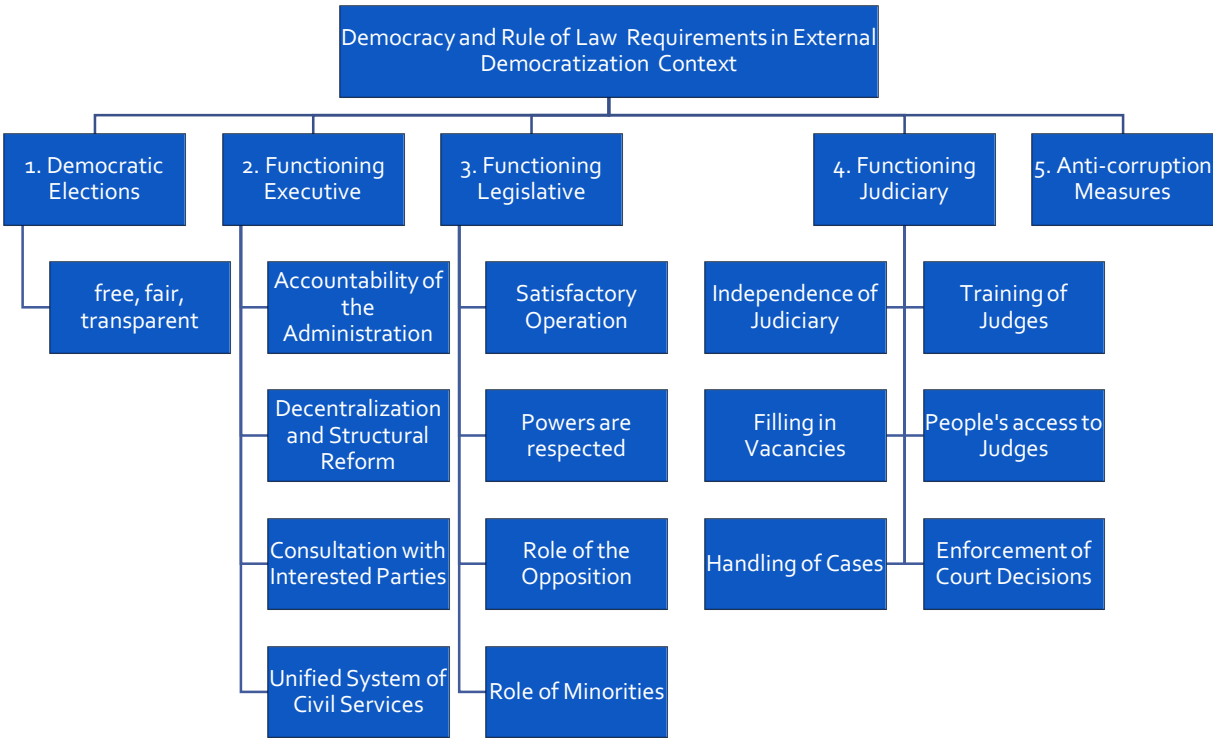 Democracy and Rule of Law Requirements in External
Democratization Context
1. Democratic
Elections
2. Functioning
Executive
3. Functioning
Legislative
4. Functioning
Judiciary
5. Anti-corruption
Measures
free, fair,
transparent
Accountability of
the
Administration
Decentralization
and Structural
Reform
Consultation with
Interested Parties
Unified System of
Civil Services
Satisfactory
Operation
Powers are
respected
Role of the
Opposition
Role of Minorities
Independence of
Judiciary
Training of
Judges
Filling in
Vacancies
People's access to
Judges
Handling of Cases
Enforcement of
Court Decisions